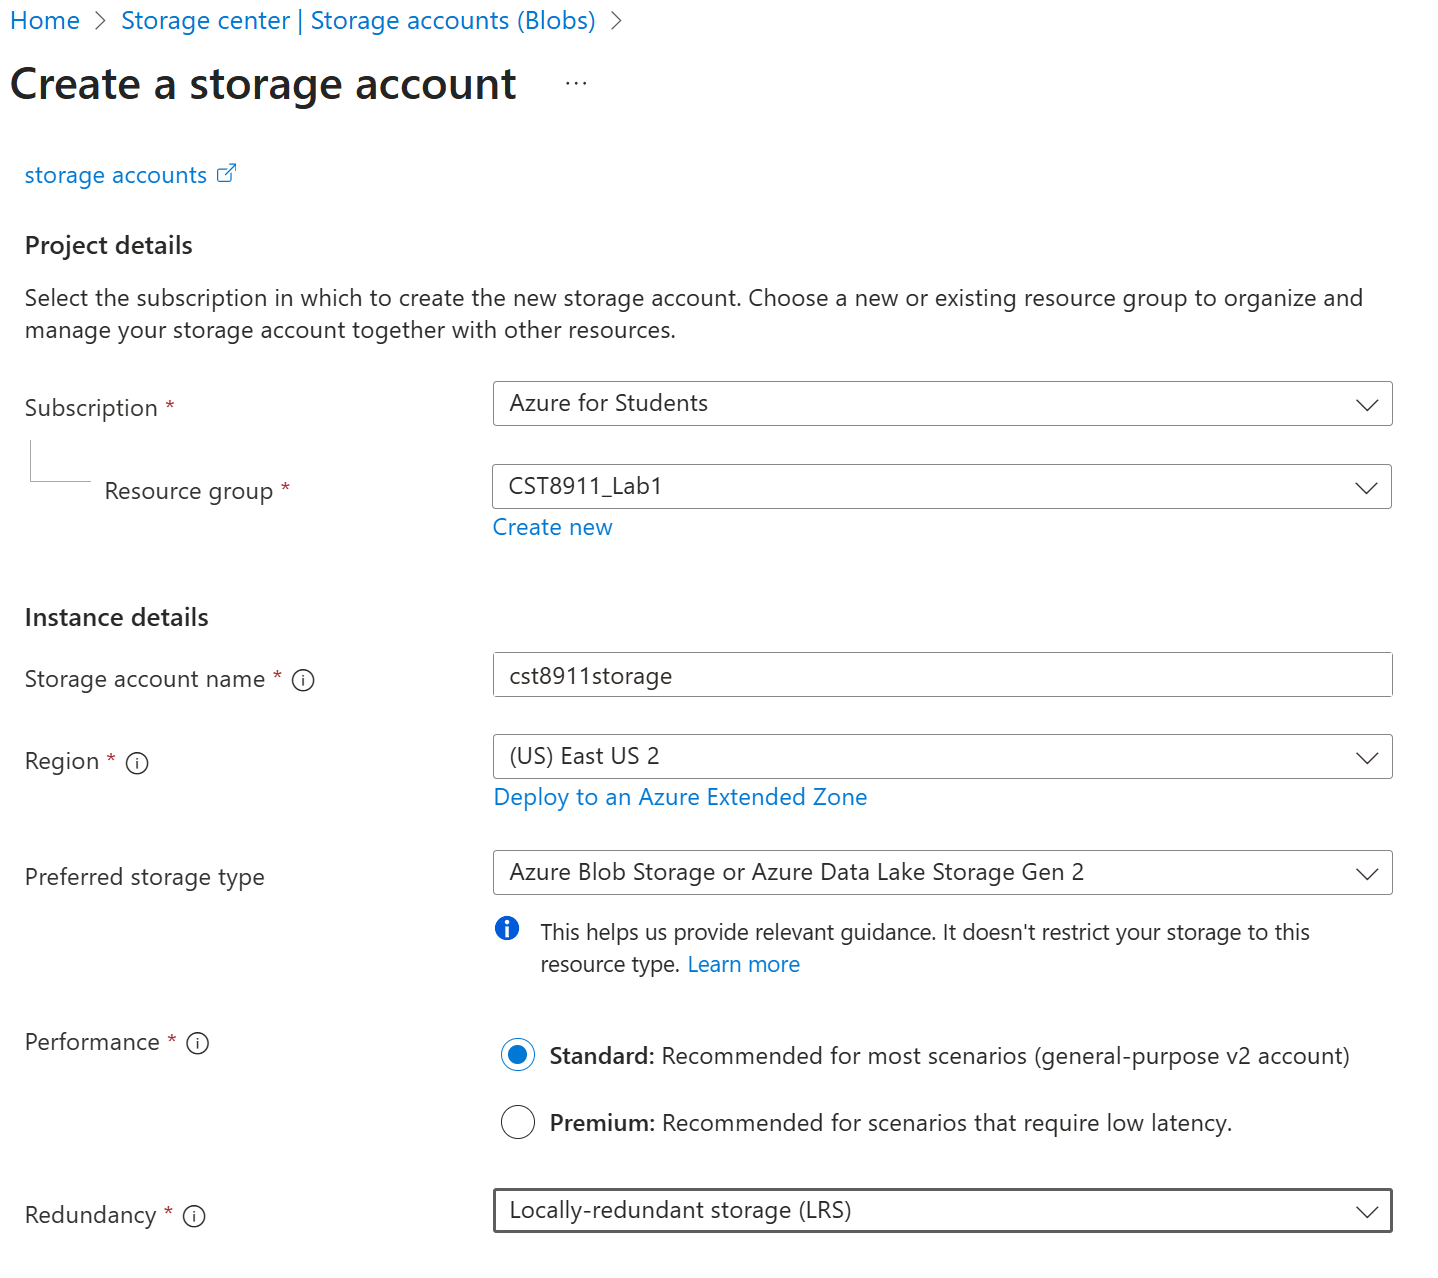 Home > Storage center | Storage accounts (Blobs) >
Create a storage account ...
storage accounts
Project details
Select the subscription in which to create the new storage account. Choose a new or existing resource group to organize and
manage your storage account together with other resources.
Subscription * Azure for Students
Resource group * CST8911_Lab1
Create new
Instance details
Storage account name * cst8911storage
Region * (US) East US 2
Deploy to an Azure Extended Zone
Preferred storage type Azure Blob Storage or Azure Data Lake Storage Gen 2
This helps us provide relevant guidance. It doesn't restrict your storage to this
resource type. Learn more
Performance * Standard: Recommended for most scenarios (general-purpose v2 account)
Premium: Recommended for scenarios that require low latency.
Redundancy * Locally-redundant storage (LRS)